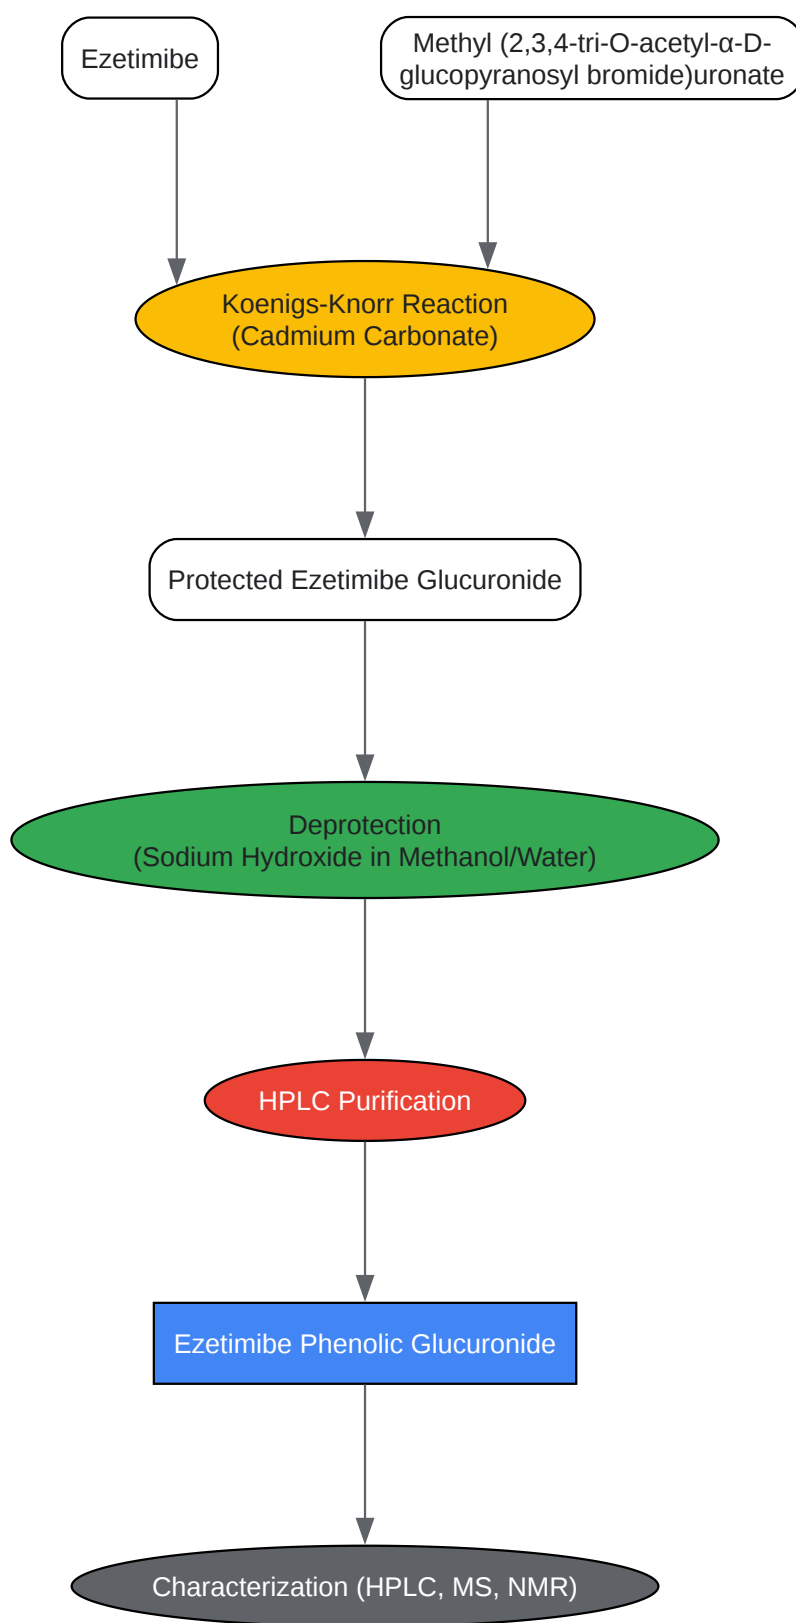 Ezetimibe
Methyl (2,3,4-tri-O-acetyl-α-D-
glucopyranosyl bromide)uronate
Koenigs-Knorr Reaction
(Cadmium Carbonate)
Protected Ezetimibe Glucuronide
Deprotection
(Sodium Hydroxide in Methanol/Water)
HPLC Purification
Ezetimibe Phenolic Glucuronide
Characterization (HPLC, MS, NMR)